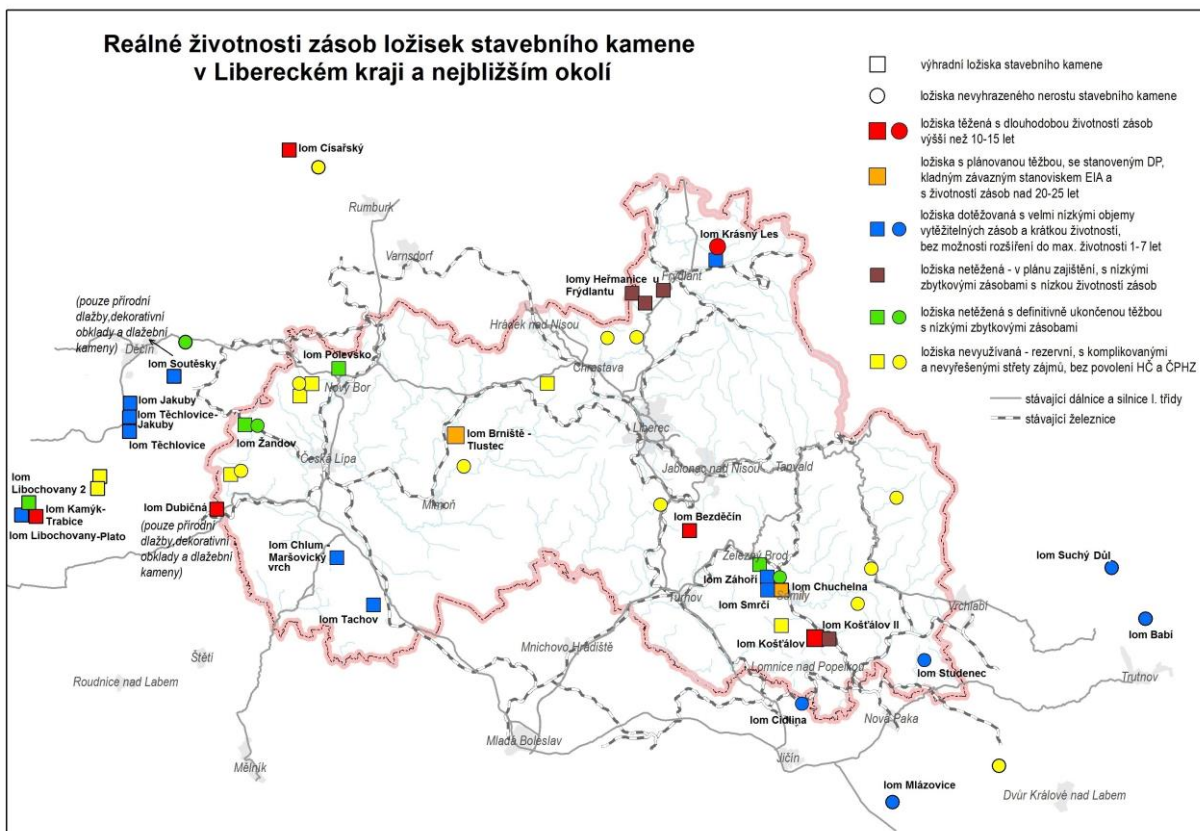 Reálné životnosti zásob ložisek stavebního kamene
v Libereckém kraji a nejbližším okolí
výhradní ložiska stavebního kamene
ložiska nevyhrazeného nerostu stavebního kamene
ložiska těžená s dlouhodobou životností zásob
vyšší než 10-15 let
ložiska s plánovanou těžbou, se stanoveným DP,
kladným závazným stanoviskem EIA a
s životností zásob nad 20-25 let
ložiska dotěžovaná s velmi nízkými objemy
vytěžitelných zásob a krátkou životností,
bez možnosti rozšíření do max. životnosti 1-7 let
ložiska netěžená - v plánu zajištění, s nízkými
zbytkovými zásobami s nízkou životností zásob
ložiska netěžená s definitivně ukončenou těžbou
s nízkými zbytkovými zásobami
ložiska nevyužívaná - rezervní, s komplikovanými
a nevyřešenými střety zájmů, bez povolení HČ a ČPHZ
stávající dálnice a silnice I. třídy
stávající železnice
lom Císařský
Rumburk
Varnsdorf
lom Krásný Les
Frýdlant
lomy Heřmanice u
Frýdlantu
Hrádek nad Nisou
Chrastava
(pouze přírodní
dlažby,dekorativní
obklady a dlažební
kameny)
Děčín
lom Soutěsky
lom Polevsko
Nový Bor
lom Jakuby
lom Těchlovice-
Jakuby
lom Těchlovice
lom Žandov
Česká Lípa
lom Brniště -
Tlustec
Mimoň
Liberec
Jablonec nad Nisou
Tanvald
lom
Libochovany 2
lom Kamýk-
Trabice
lom Libochovany-Plato
lom Dubičná
(pouze přírodní
dlažby,dekorativní
obklady a dlažební
kameny)
lom Chlum -
Maršovický
vrch
lom Tachov
lom Bezděčín
Železný Brod
lom Záhoří
lom Chuchelna
Semily
lom Smrčí
Turnov
lom Košťálov II
lom Košťálov
Lomnice nad Popelkou
lom Suchý Důl
Vrchlabí
lom Babí
Trutnov
lom Studenec
Nová Paka
lom Cidlina
Jičín
Mnichovo Hradiště
Mladá Boleslav
Štětí
Roudnice nad Labem
Mělník
lom Mlázovice
Dvůr Králové nad Labem